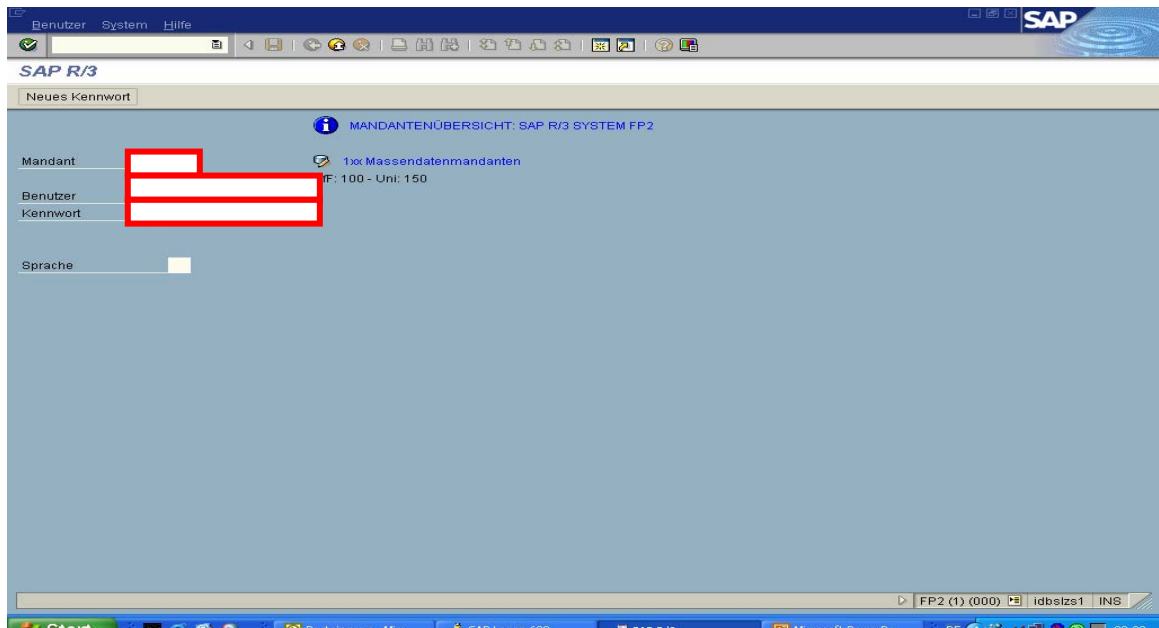 Benutzer System Hilfe
SAP
SAP R/3
Neues Kennwort
MANDANTENÜBERSICHT: SAP R/3 SYSTEM FP2
Mandant
1xx Massendatenmandanten
F: 100 - Uni: 150
Benutzer
Kennwort
Sprache
FP2 (1) (000) idbslzs1 INS
Start